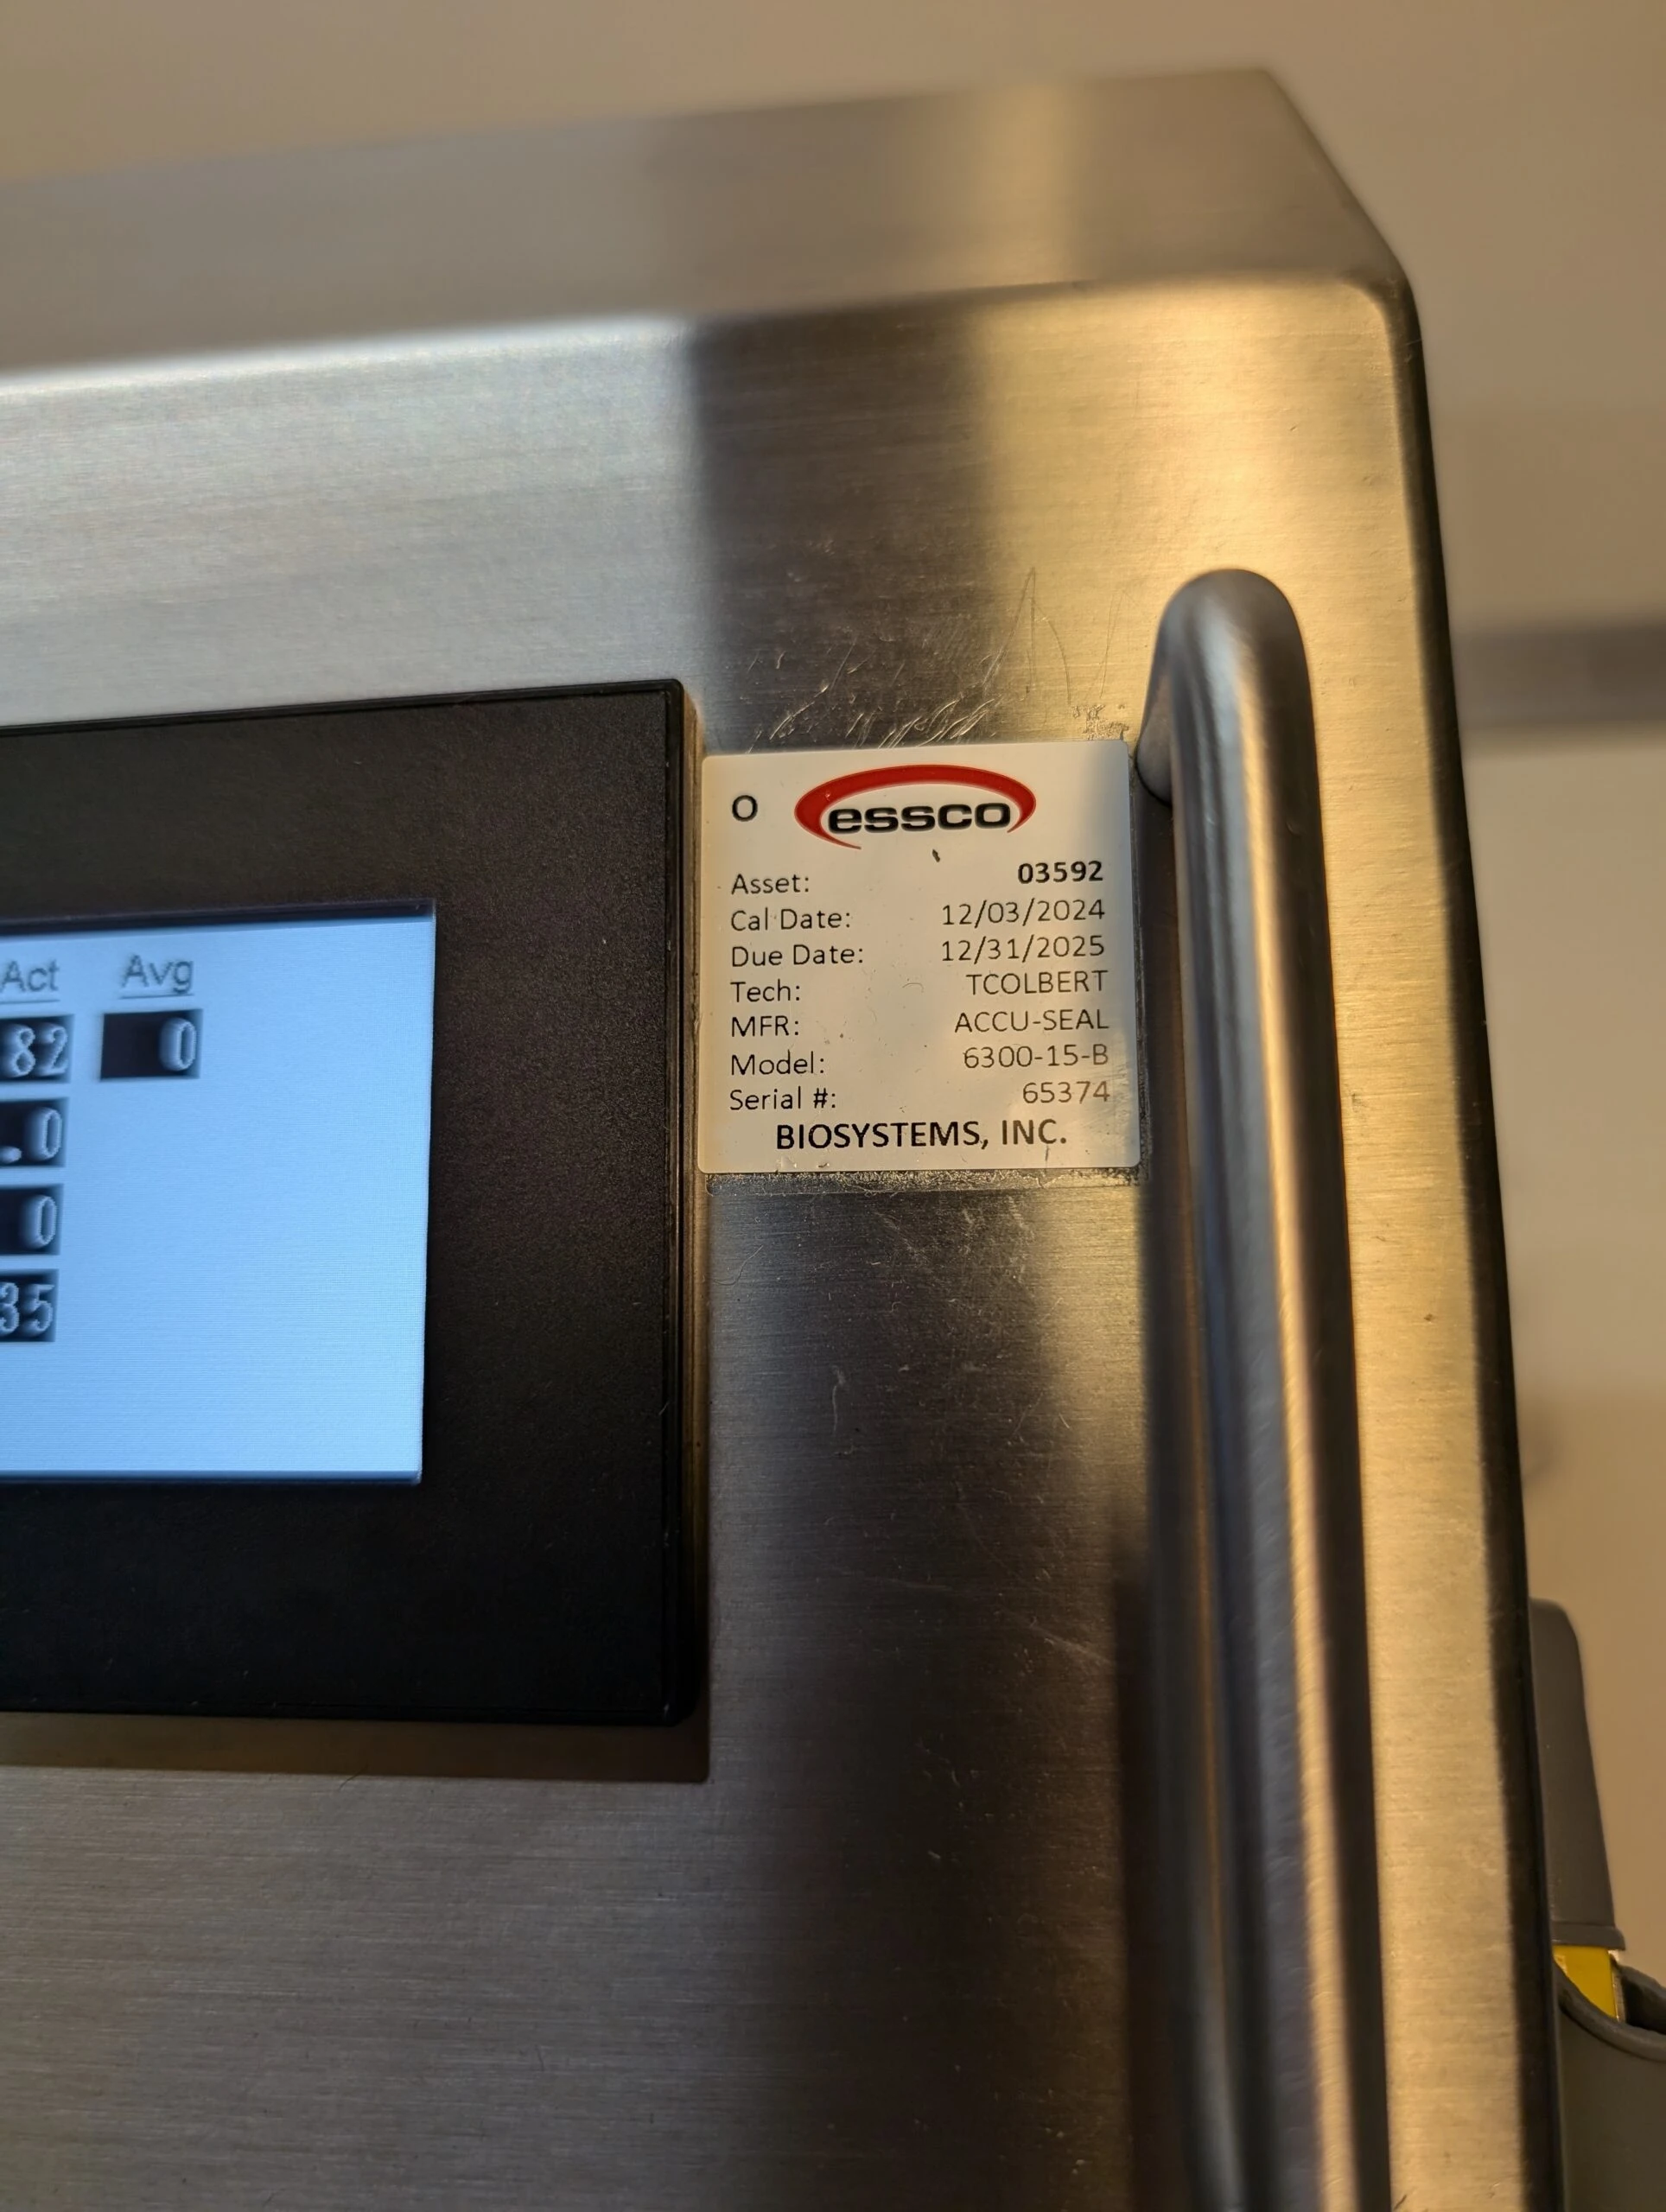 Act Avg
82 0
.0
0
35
O essco
Asset: 03592
Cal Date: 12/03/2024
Due Date: 12/31/2025
Tech: TCOLBERT
MFR: ACCU-SEAL
Model: 6300-15-B
Serial #: 65374
BIOSYSTEMS, INC.